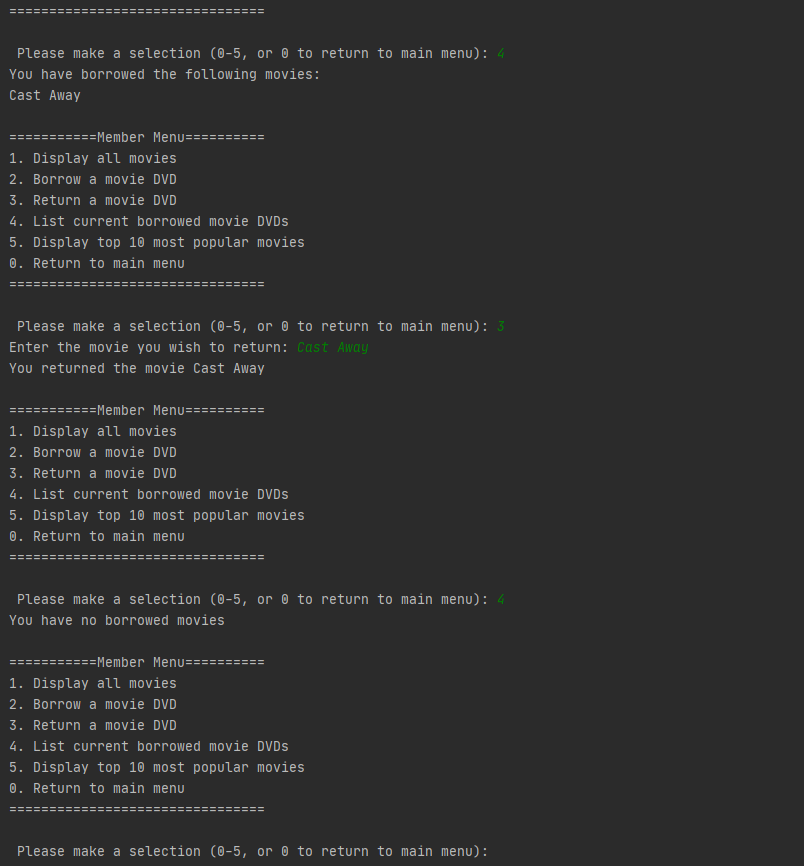 ================================
Please make a selection (0-5, or 0 to return to main menu): 4
You have borrowed the following movies:
Cast Away
===========Member Menu==========
1. Display all movies
2. Borrow a movie DVD
3. Return a movie DVD
4. List current borrowed movie DVDs
5. Display top 10 most popular movies
0. Return to main menu
================================
Please make a selection (0-5, or 0 to return to main menu): 3
Enter the movie you wish to return: Cast Away
You returned the movie Cast Away
===========Member Menu==========
1. Display all movies
2. Borrow a movie DVD
3. Return a movie DVD
4. List current borrowed movie DVDs
5. Display top 10 most popular movies
0. Return to main menu
================================
Please make a selection (0-5, or 0 to return to main menu): 4
You have no borrowed movies
===========Member Menu==========
1. Display all movies
2. Borrow a movie DVD
3. Return a movie DVD
4. List current borrowed movie DVDs
5. Display top 10 most popular movies
0. Return to main menu
================================
Please make a selection (0-5, or 0 to return to main menu):